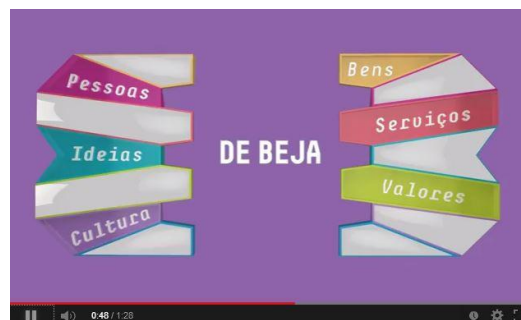 Pessoas
Ideias
Cultura
DE BEJA
Bens
Serviços
Valores
0:48 / 1:28